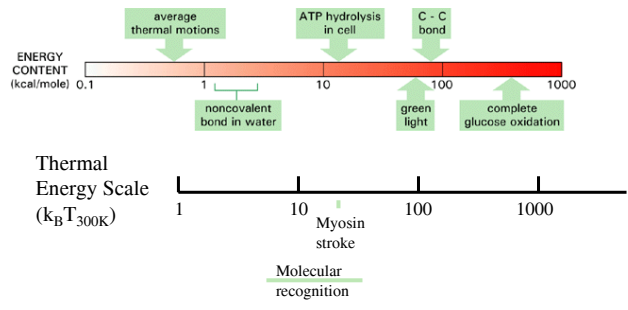 average
thermal motions
ATP hydrolysis
in cell
C - C
bond
ENERGY
CONTENT
(kcal/mole)
0.1
1
10
100
1000
noncovalent
bond in water
green
light
complete
glucose oxidation
Thermal
Energy Scale
(kBT300K)
1
10
100
1000
Myosin
stroke
Molecular
recognition